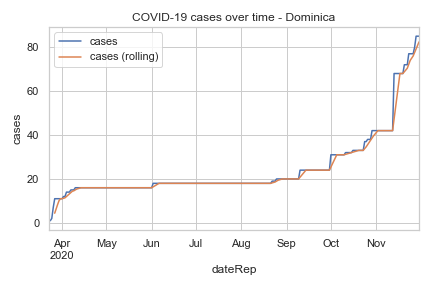 COVID-19 cases over time - Dominica
cases
cases (rolling)
80
60
40
20
0
cases
Apr May Jun Jul Aug Sep Oct Nov
2020
dateRep